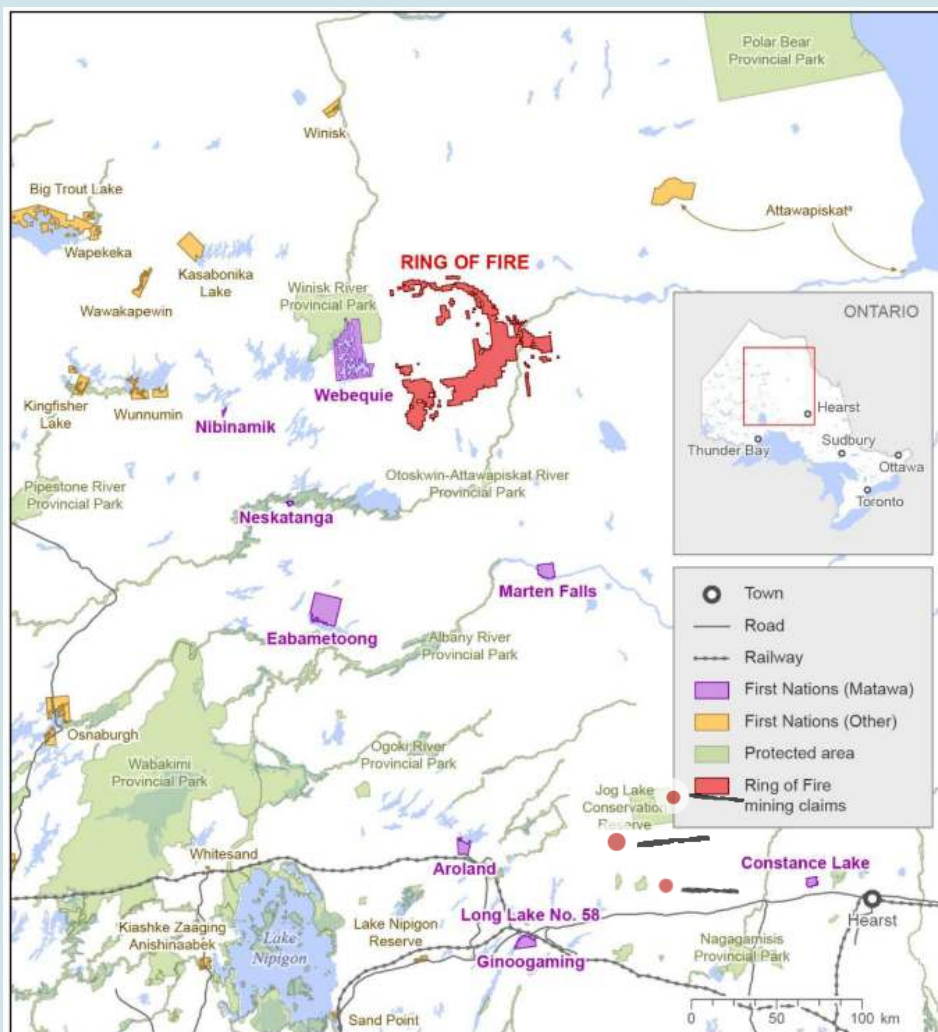 Polar Bear
Provincial Park
Winisk
Big Trout Lake
Wapekeka
Kasabonika
Lake
Wawakapewin
Attawapiskat*
RING OF FIRE
Winisk River
Provincial Park
Webequie
Kingfisher
Lake
Wunnumin
Nibinamik
ONTARIO
Hearst
Thunder Bay
Sudbury
Ottawa
Toronto
Pipestone River
Provincial Park
Otoskwin-Attawapiskat River
Provincial Park
Neskatanga
Marten Falls
Eabametoong
Albany River
Provincial Park
Town
Road
Railway
First Nations (Matawa)
First Nations (Other)
Protected area
Ring of Fire
mining claims
Osnaburgh
Wabakimi
Provincial Park
Ogoki River
Provincial Park
Jog Lake
Conservation
Reserve
Whitesand
Aroland
Constance Lake
Hearst
Kiashke Zaaging
Anishinaabek
Lake
Nipigon
Lake Nipigon
Reserve
Long Lake No. 58
Ginoogaming
Nagagamisis
Provincial Park
Sand Point
0 50 100 km